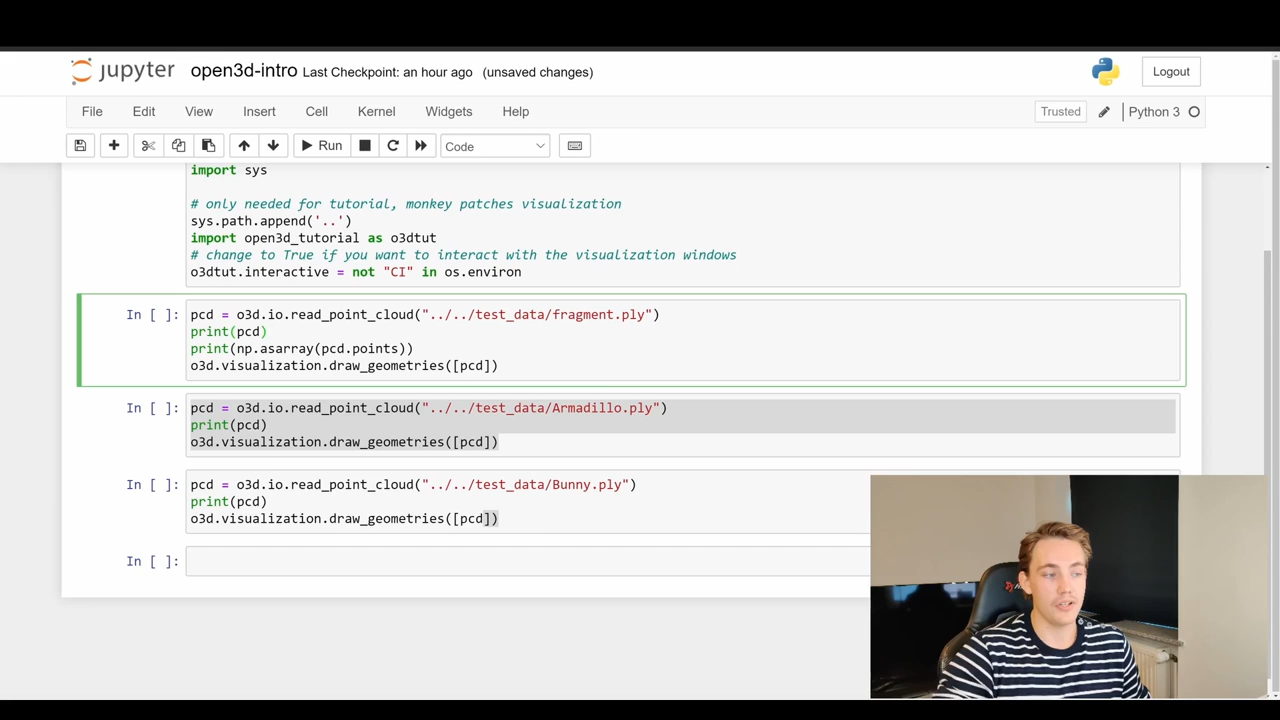 jupyter open3d-intro Last Checkpoint: an hour ago (unsaved changes) Logout
File Edit View Insert Cell Kernel Widgets Help Trusted Python 3
Run Code
import sys
# only needed for tutorial, monkey patches visualization
sys.path.append('..')
import open3d_tutorial as o3dtut
# change to True if you want to interact with the visualization windows
o3dtut.interactive = not "CI" in os.environ
In [ ]: pcd = o3d.io.read_point_cloud("../../test_data/fragment.ply")
print(pcd)
print(np.asarray(pcd.points))
o3d.visualization.draw_geometries([pcd])
In [ ]: pcd = o3d.io.read_point_cloud("../../test_data/Armadillo.ply")
print(pcd)
o3d.visualization.draw_geometries([pcd])
In [ ]: pcd = o3d.io.read_point_cloud("../../test_data/Bunny.ply")
print(pcd)
o3d.visualization.draw_geometries([pcd])
In [ ]: